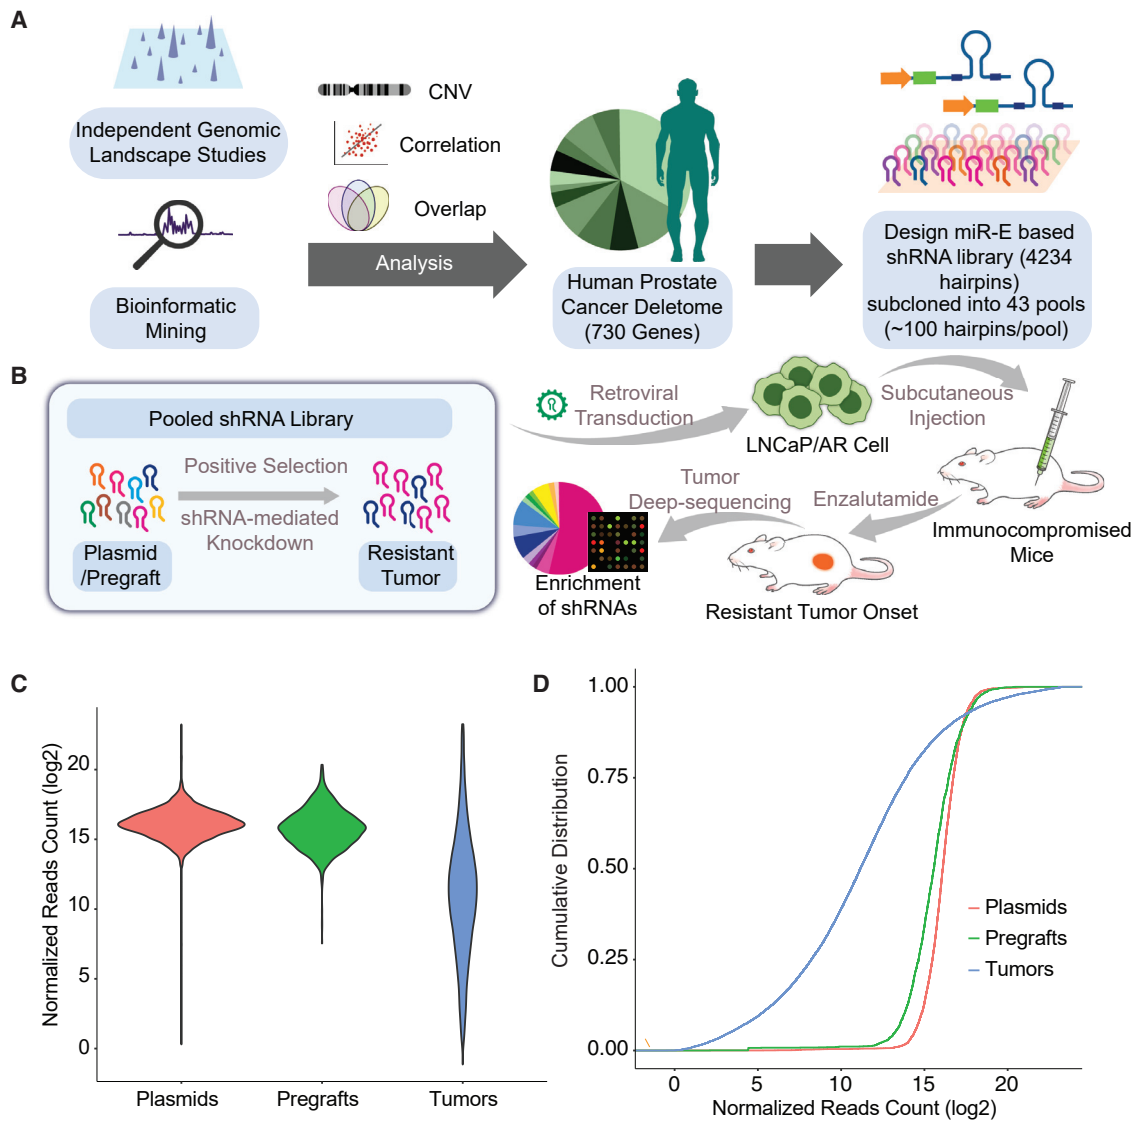 A
Independent Genomic
Landscape Studies
Bioinformatic
Mining
CNV
Correlation
Overlap
Analysis
Human Prostate
Cancer Deletome
(730 Genes)
Design miR-E based
shRNA library (4234
hairpins)
subcloned into 43 pools
(~100 hairpins/pool)
B
Pooled shRNA Library
Positive Selection
shRNA-mediated
Knockdown
Plasmid
/Pregraft
Resistant
Tumor
Retroviral
Transduction
LNCaP/AR Cell
Subcutaneous
Injection
Immunocompromised
Mice
Enzalutamide
Resistant Tumor Onset
Tumor
Deep-sequencing
Enrichment
of shRNAs
C
Normalized Reads Count (log2)
20
15
10
5
0
Plasmids
Pregrafts
Tumors
D
Cumulative Distribution
1.00
0.75
0.50
0.25
0.00
Plasmids
Pregrafts
Tumors
0
5
10
15
20
Normalized Reads Count (log2)